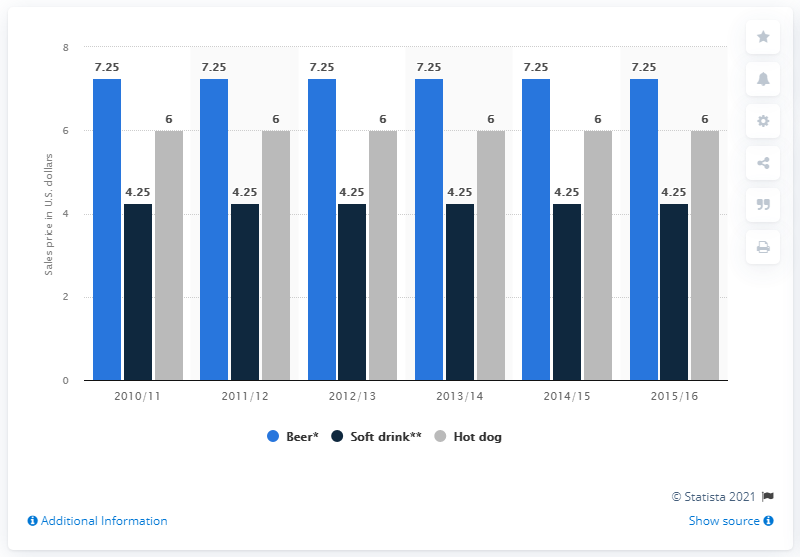 8
7.25 7.25 7.25 7.25 7.25 7.25
6 6 6 6 6 6
6
4.25 4.25 4.25 4.25 4.25 4.25
4
2
0
Sales price in U.S. dollars
2010/11 2011/12 2012/13 2013/14 2014/15 2015/16
Beer* Soft drink** Hot dog
© Statista 2021
Additional Information Show source